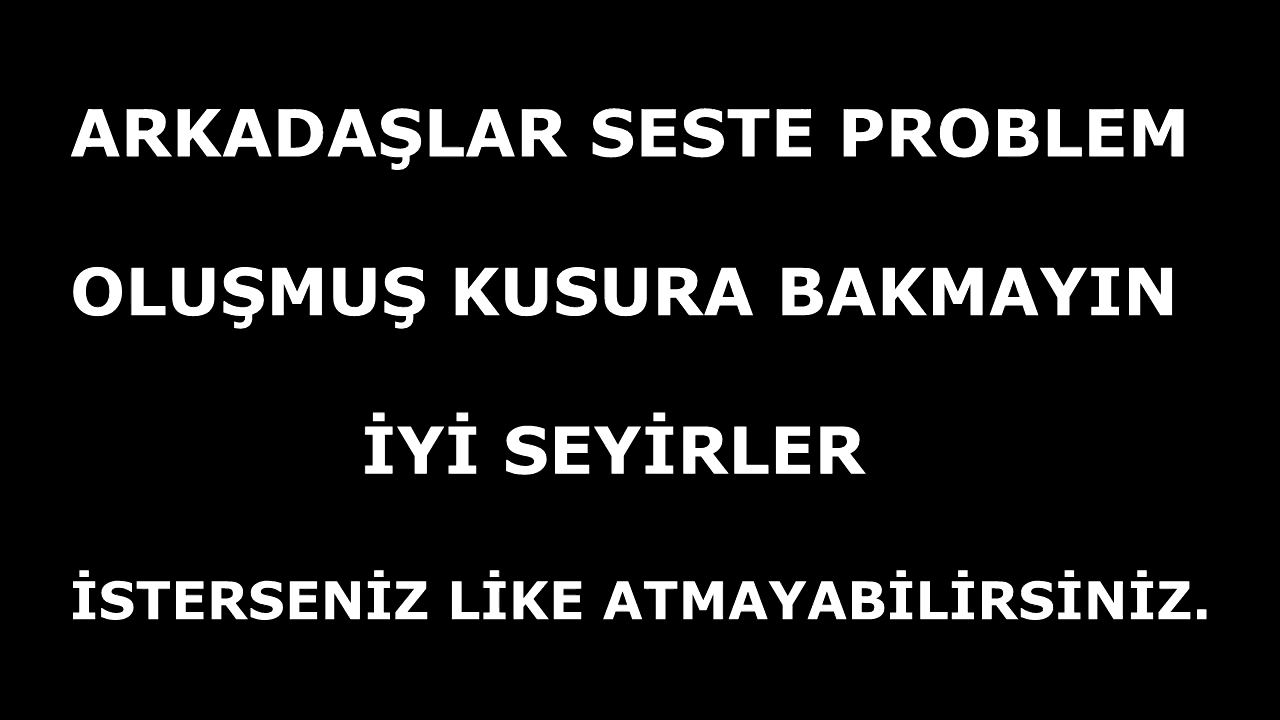 ARKADAŞLAR SESTE PROBLEM
OLUŞMUŞ KUSURA BAKMAYIN
İYİ SEYİRLER
İSTERSENİZ LİKE ATMAYABİLİRSİNİZ.